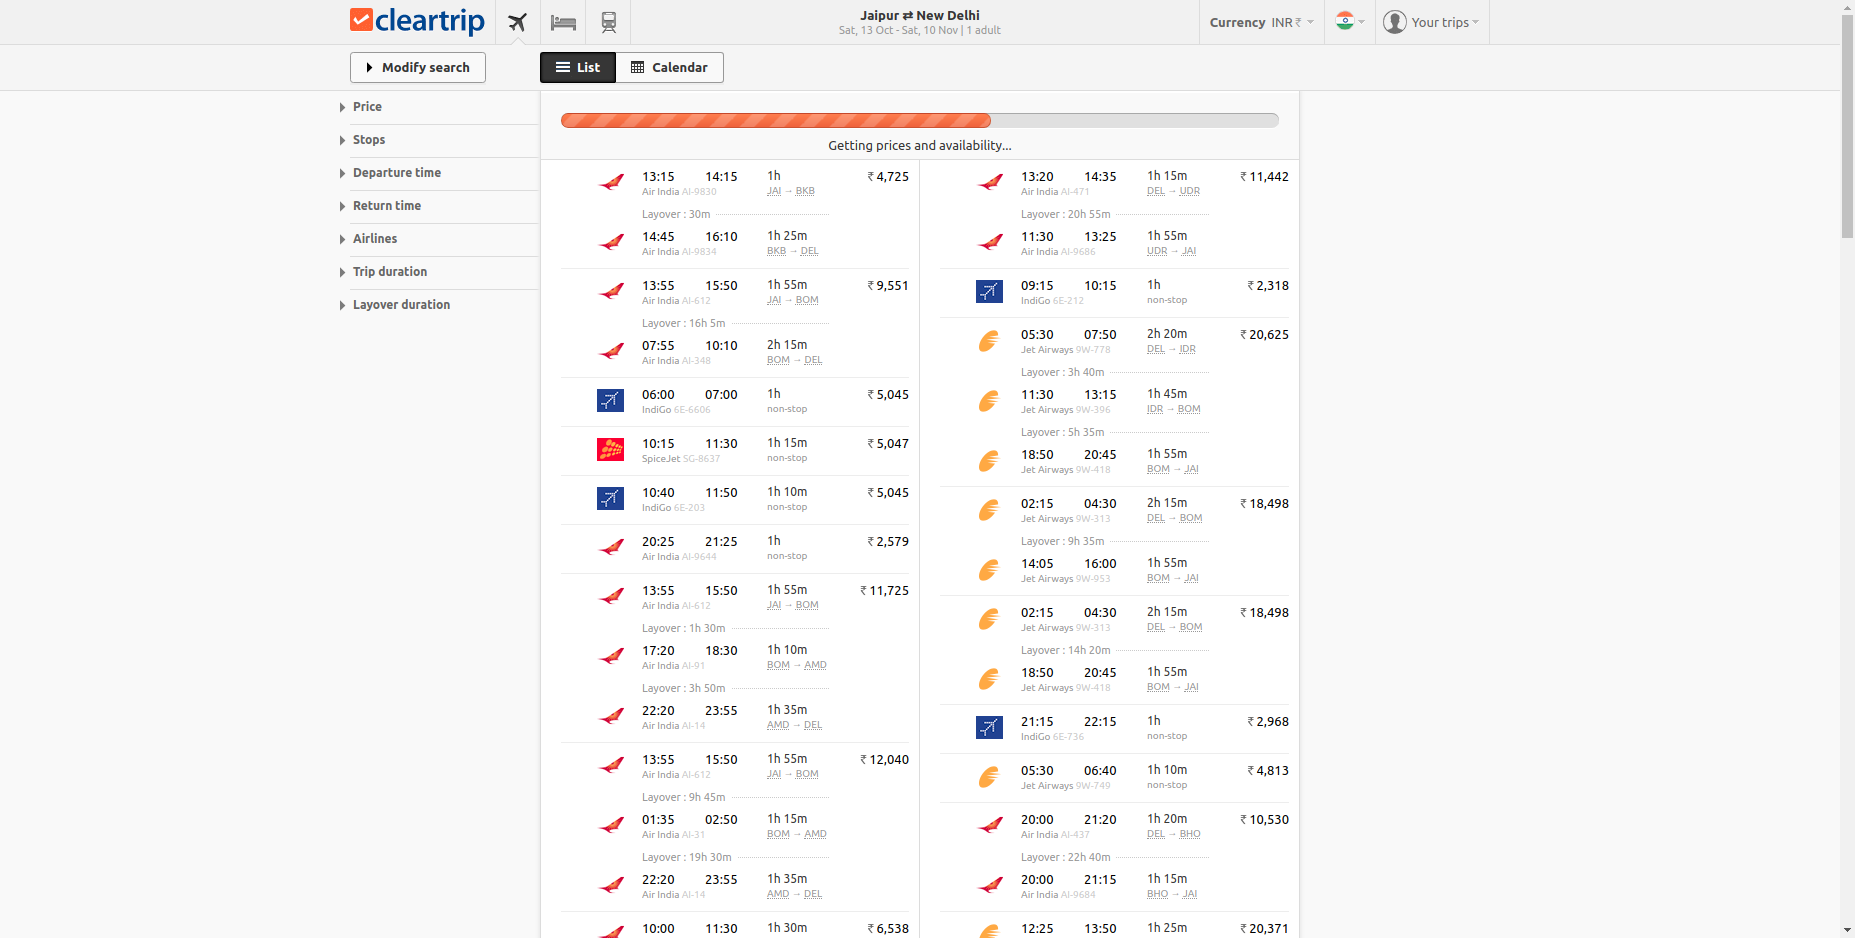 cleartrip
Jaipur ⇄ New Delhi
Sat, 13 Oct - Sat, 10 Nov | 1 adult
Currency INR ₹
Your trips
Modify search
List
Calendar
Price
Stops
Departure time
Return time
Airlines
Trip duration
Layover duration
Getting prices and availability...
13:15 14:15 1h ₹ 4,725
Air India AI-9830 JAI → BKB
Layover : 30m
14:45 16:10 1h 25m
Air India AI-9834 BKB → DEL
13:55 15:50 1h 55m ₹ 9,551
Air India AI-612 JAI → BOM
Layover : 16h 5m
07:55 10:10 2h 15m
Air India AI-348 BOM → DEL
06:00 07:00 1h ₹ 5,045
IndiGo 6E-6606 non-stop
10:15 11:30 1h 15m ₹ 5,047
SpiceJet SG-8637 non-stop
10:40 11:50 1h 10m ₹ 5,045
IndiGo 6E-203 non-stop
20:25 21:25 1h ₹ 2,579
Air India AI-9644 non-stop
13:55 15:50 1h 55m ₹ 11,725
Air India AI-612 JAI → BOM
Layover : 1h 30m
17:20 18:30 1h 10m
Air India AI-91 BOM → AMD
Layover : 3h 50m
22:20 23:55 1h 35m
Air India AI-14 AMD → DEL
13:55 15:50 1h 55m ₹ 12,040
Air India AI-612 JAI → BOM
Layover : 9h 45m
01:35 02:50 1h 15m
Air India AI-31 BOM → AMD
Layover : 19h 30m
22:20 23:55 1h 35m
Air India AI-14 AMD → DEL
10:00 11:30 1h 30m ₹ 6,538
13:20 14:35 1h 15m ₹ 11,442
Air India AI-471 DEL → UDR
Layover : 20h 55m
11:30 13:25 1h 55m
Air India AI-9686 UDR → JAI
09:15 10:15 1h ₹ 2,318
IndiGo 6E-212 non-stop
05:30 07:50 2h 20m ₹ 20,625
Jet Airways 9W-778 DEL → IDR
Layover : 3h 40m
11:30 13:15 1h 45m
Jet Airways 9W-396 IDR → BOM
Layover : 5h 35m
18:50 20:45 1h 55m
Jet Airways 9W-418 BOM → JAI
02:15 04:30 2h 15m ₹ 18,498
Jet Airways 9W-313 DEL → BOM
Layover : 9h 35m
14:05 16:00 1h 55m
Jet Airways 9W-953 BOM → JAI
02:15 04:30 2h 15m ₹ 18,498
Jet Airways 9W-313 DEL → BOM
Layover : 14h 20m
18:50 20:45 1h 55m
Jet Airways 9W-418 BOM → JAI
21:15 22:15 1h ₹ 2,968
IndiGo 6E-736 non-stop
05:30 06:40 1h 10m ₹ 4,813
Jet Airways 9W-749 non-stop
20:00 21:20 1h 20m ₹ 10,530
Air India AI-437 DEL → BHO
Layover : 22h 40m
20:00 21:15 1h 15m
Air India AI-9684 BHO → JAI
12:25 13:50 1h 25m ₹ 20,371